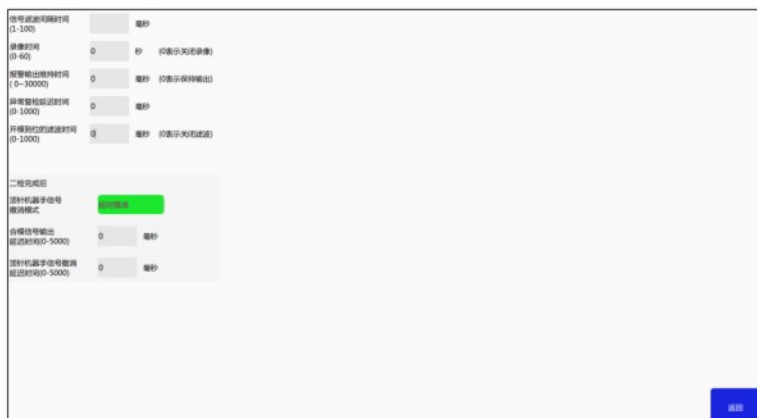 信号滤波间隔时间
(1-100) 毫秒
录像时间
(0-60) 0 秒 (0表示关闭录像)
报警输出维持时间
( 0~30000) 0 毫秒 (0表示保持输出)
异常复检延迟时间
(0-1000) 0 毫秒
开模到位的滤波时间
(0-1000) 0 毫秒 (0表示关闭滤波)
二检完成后
顶针机器手信号
撤消模式 延时撤消
合模信号输出
延迟时间(0-5000) 0 毫秒
顶针机器手信号撤消
延迟时间(0-5000) 0 毫秒
返回